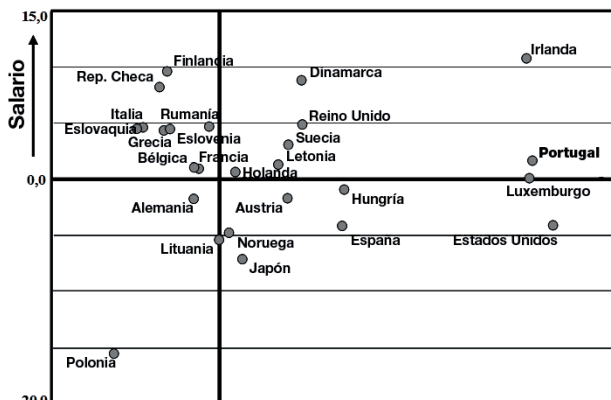 15,0
Irlanda
Finlandia
Rep. Checa
Dinamarca
Salario
Italia
Rumanía
Reino Unido
Eslovaquia
Grecia
Eslovenia
Suecia
Bélgica
Francia
Letonia
Portugal
Holanda
0,0
Luxemburgo
Hungría
Alemania
Austria
Lituania
Noruega
España
Estados Unidos
Japón
Polonia